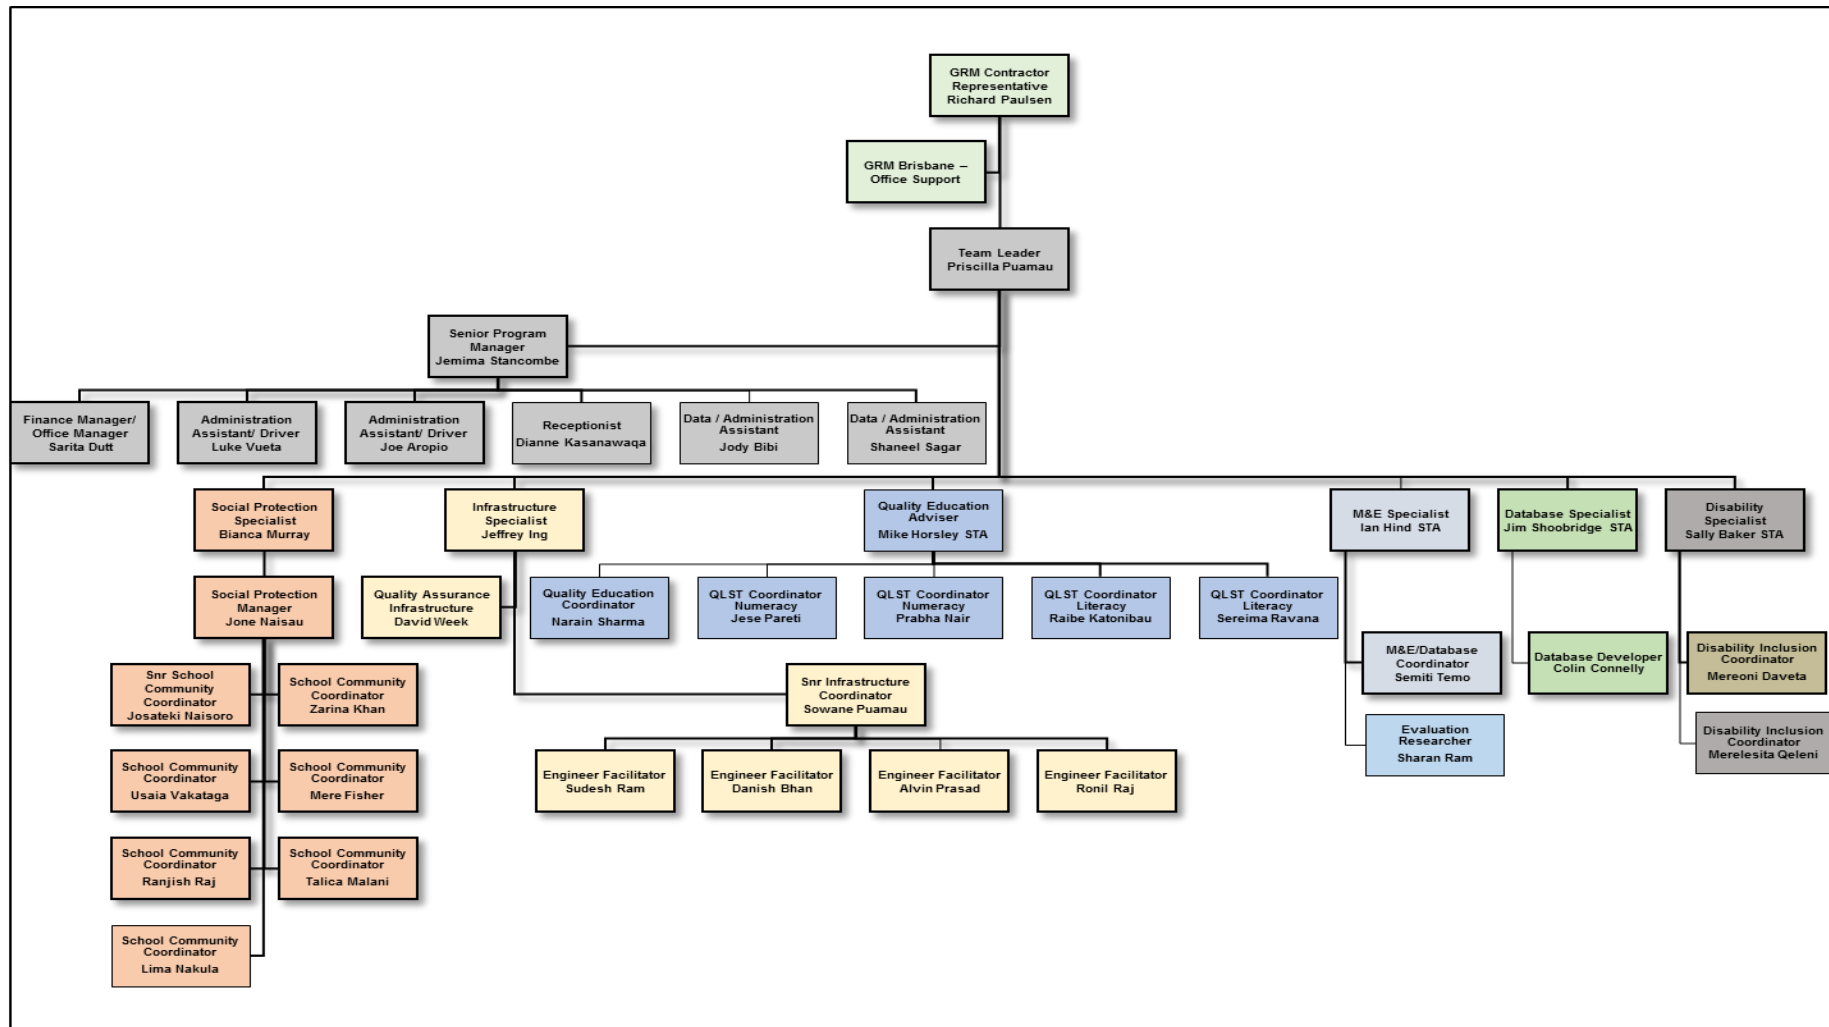 GRM Contractor
Representative
Richard Paulsen
GRM Brisbane –
Office Support
Team Leader
Priscilla Puamau
Senior Program
Manager
Jemima Stancombe
Finance Manager/
Office Manager
Sarita Dutt
Administration
Assistant/ Driver
Luke Vueta
Administration
Assistant/ Driver
Joe Aropio
Receptionist
Dianne Kasanawaqa
Data / Administration
Assistant
Jody Bibi
Data / Administration
Assistant
Shaneel Sagar
Social Protection
Specialist
Bianca Murray
Infrastructure
Specialist
Jeffrey Ing
Quality Education
Adviser
Mike Horsley STA
M&E Specialist
Ian Hind STA
Database Specialist
Jim Shoobridge STA
Disability
Specialist
Sally Baker STA
Social Protection
Manager
Jone Naisau
Quality Assurance
Infrastructure
David Week
Quality Education
Coordinator
Narain Sharma
QLST Coordinator
Numeracy
Jese Pareti
QLST Coordinator
Numeracy
Prabha Nair
QLST Coordinator
Literacy
Raibe Katonibau
QLST Coordinator
Literacy
Sereima Ravana
Snr School
Community
Coordinator
Josateki Naisoro
School Community
Coordinator
Zarina Khan
Snr Infrastructure
Coordinator
Sowane Puamau
M&E/Database
Coordinator
Semiti Temo
Database Developer
Colin Connelly
Disability Inclusion
Coordinator
Mereoni Daveta
School Community
Coordinator
Usaia Vakataga
School Community
Coordinator
Mere Fisher
Engineer Facilitator
Sudesh Ram
Engineer Facilitator
Danish Bhan
Engineer Facilitator
Alvin Prasad
Engineer Facilitator
Ronil Raj
Evaluation
Researcher
Sharan Ram
Disability Inclusion
Coordinator
Merelesita Qeleni
School Community
Coordinator
Ranjish Raj
School Community
Coordinator
Talica Malani
School Community
Coordinator
Lima Nakula